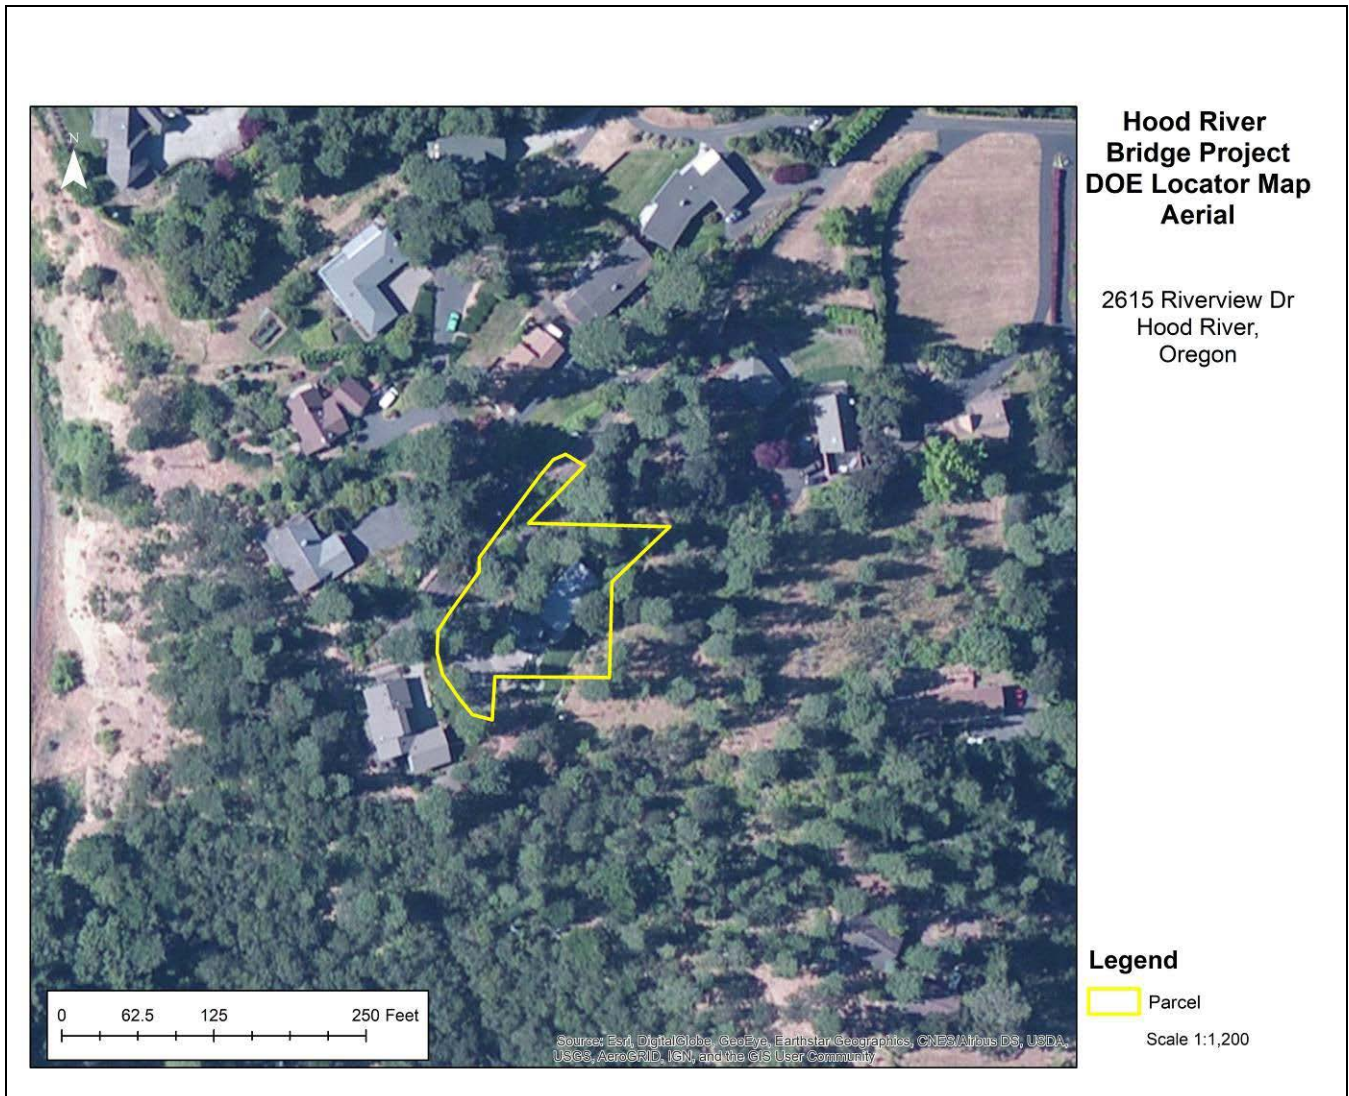 N
Hood River
Bridge Project
DOE Locator Map
Aerial
2615 Riverview Dr
Hood River,
Oregon
Legend
Parcel
Scale 1:1,200
0 62.5 125 250 Feet
Source: Esri, DigitalGlobe, GeoEye, Earthstar Geographics, CNES/Airbus DS, USDA,
USGS, AeroGRID, IGN, and the GIS User Community